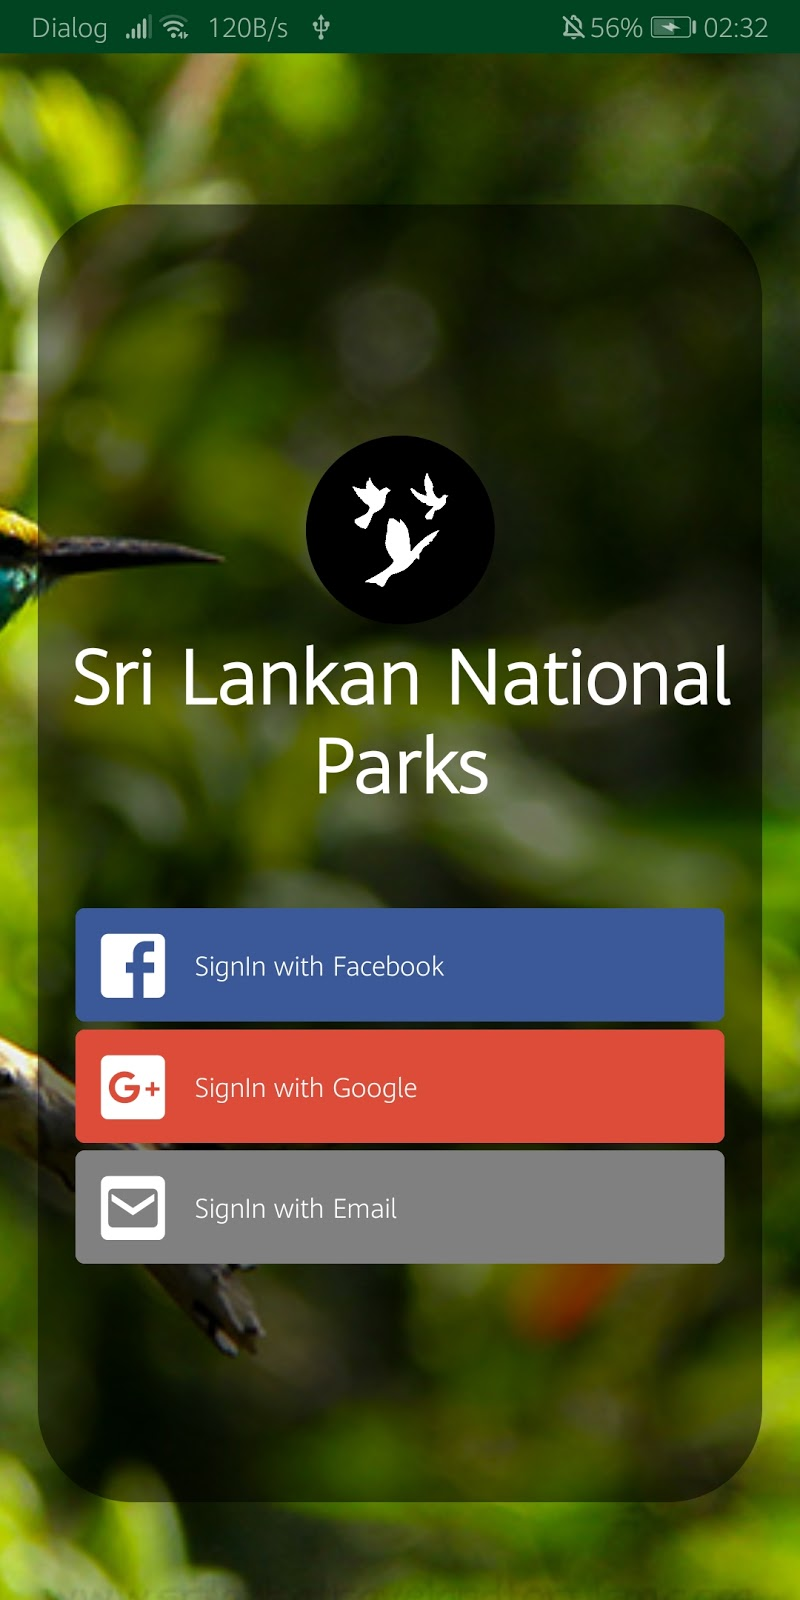 Dialog 120B/s 56% 02:32
Sri Lankan National
Parks
SignIn with Facebook
G+ SignIn with Google
SignIn with Email